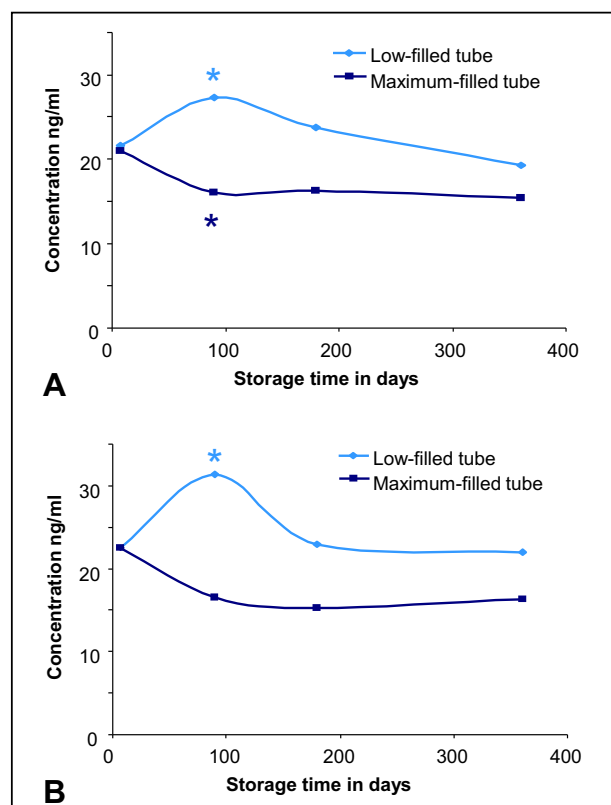 Low-filled tube
Maximum-filled tube
*
*
Concentration ng/ml
30
20
10
0
0 100 200 300 400
Storage time in days
A
Low-filled tube
Maximum-filled tube
*
Concentration ng/ml
30
20
10
0
0 100 200 300 400
Storage time in days
B